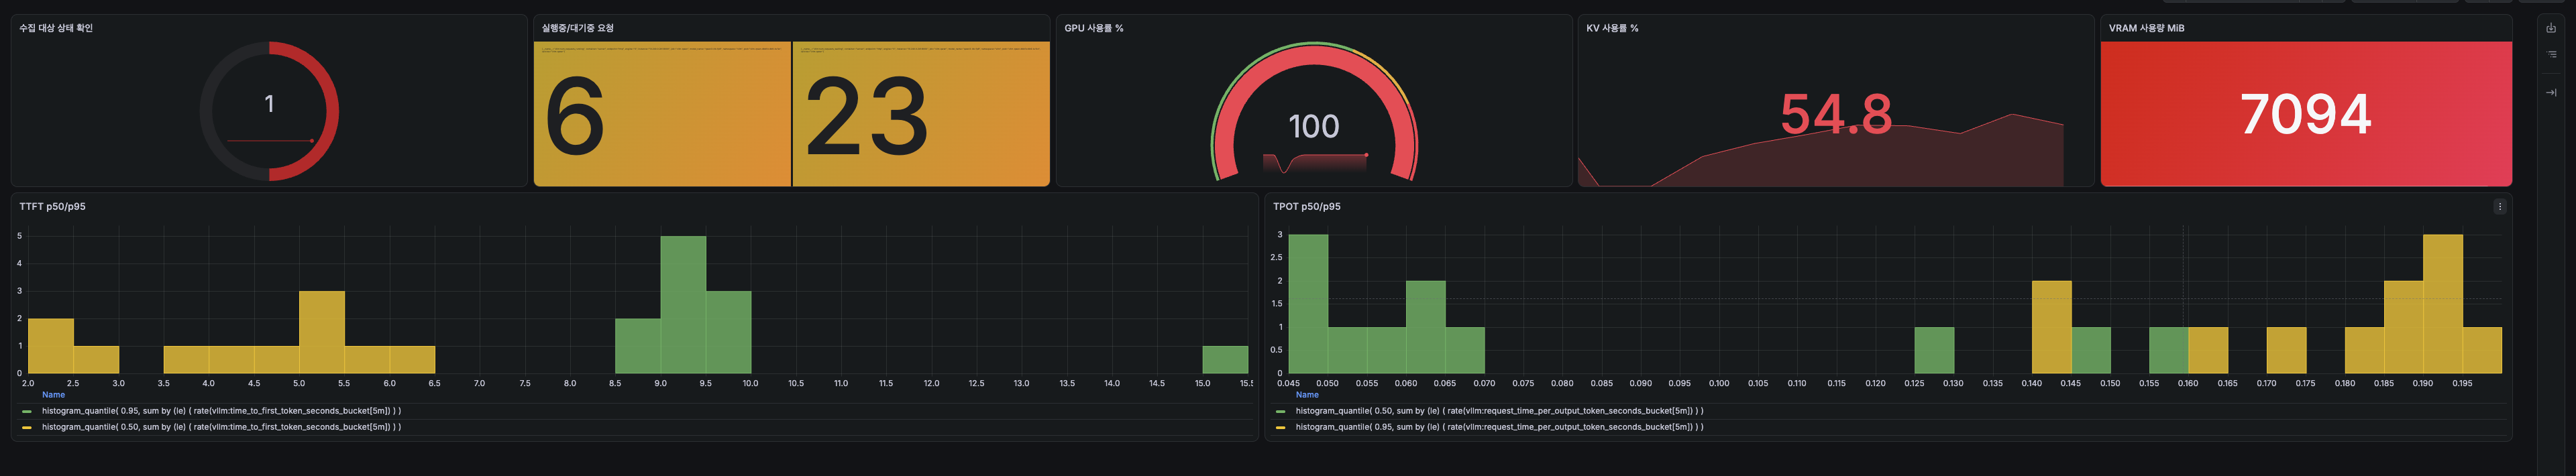 수집 대상 상태 확인
실행중/대기중 요청
GPU 사용률 %
KV 사용률 %
VRAM 사용량 MiB
1
6
23
100
54.8
7094
TTFT p50/p95
5
4
3
2
1
0
2.0 2.5 3.0 3.5 4.0 4.5 5.0 5.5 6.0 6.5 7.0 7.5 8.0 8.5 9.0 9.5 10.0 10.5 11.0 11.5 12.0 12.5 13.0 13.5 14.0 14.5 15.0 15.5
Name
histogram_quantile( 0.95, sum by (le) ( rate(vllm:time_to_first_token_seconds_bucket[5m]) ) )
histogram_quantile( 0.50, sum by (le) ( rate(vllm:time_to_first_token_seconds_bucket[5m]) ) )
TPOT p50/p95
3
2.5
2
1.5
1
0.5
0
0.045 0.050 0.055 0.060 0.065 0.070 0.075 0.080 0.085 0.090 0.095 0.100 0.105 0.110 0.115 0.120 0.125 0.130 0.135 0.140 0.145 0.150 0.155 0.160 0.165 0.170 0.175 0.180 0.185 0.190 0.195
Name
histogram_quantile( 0.50, sum by (le) ( rate(vllm:request_time_per_output_token_seconds_bucket[5m]) ) )
histogram_quantile( 0.95, sum by (le) ( rate(vllm:request_time_per_output_token_seconds_bucket[5m]) ) )